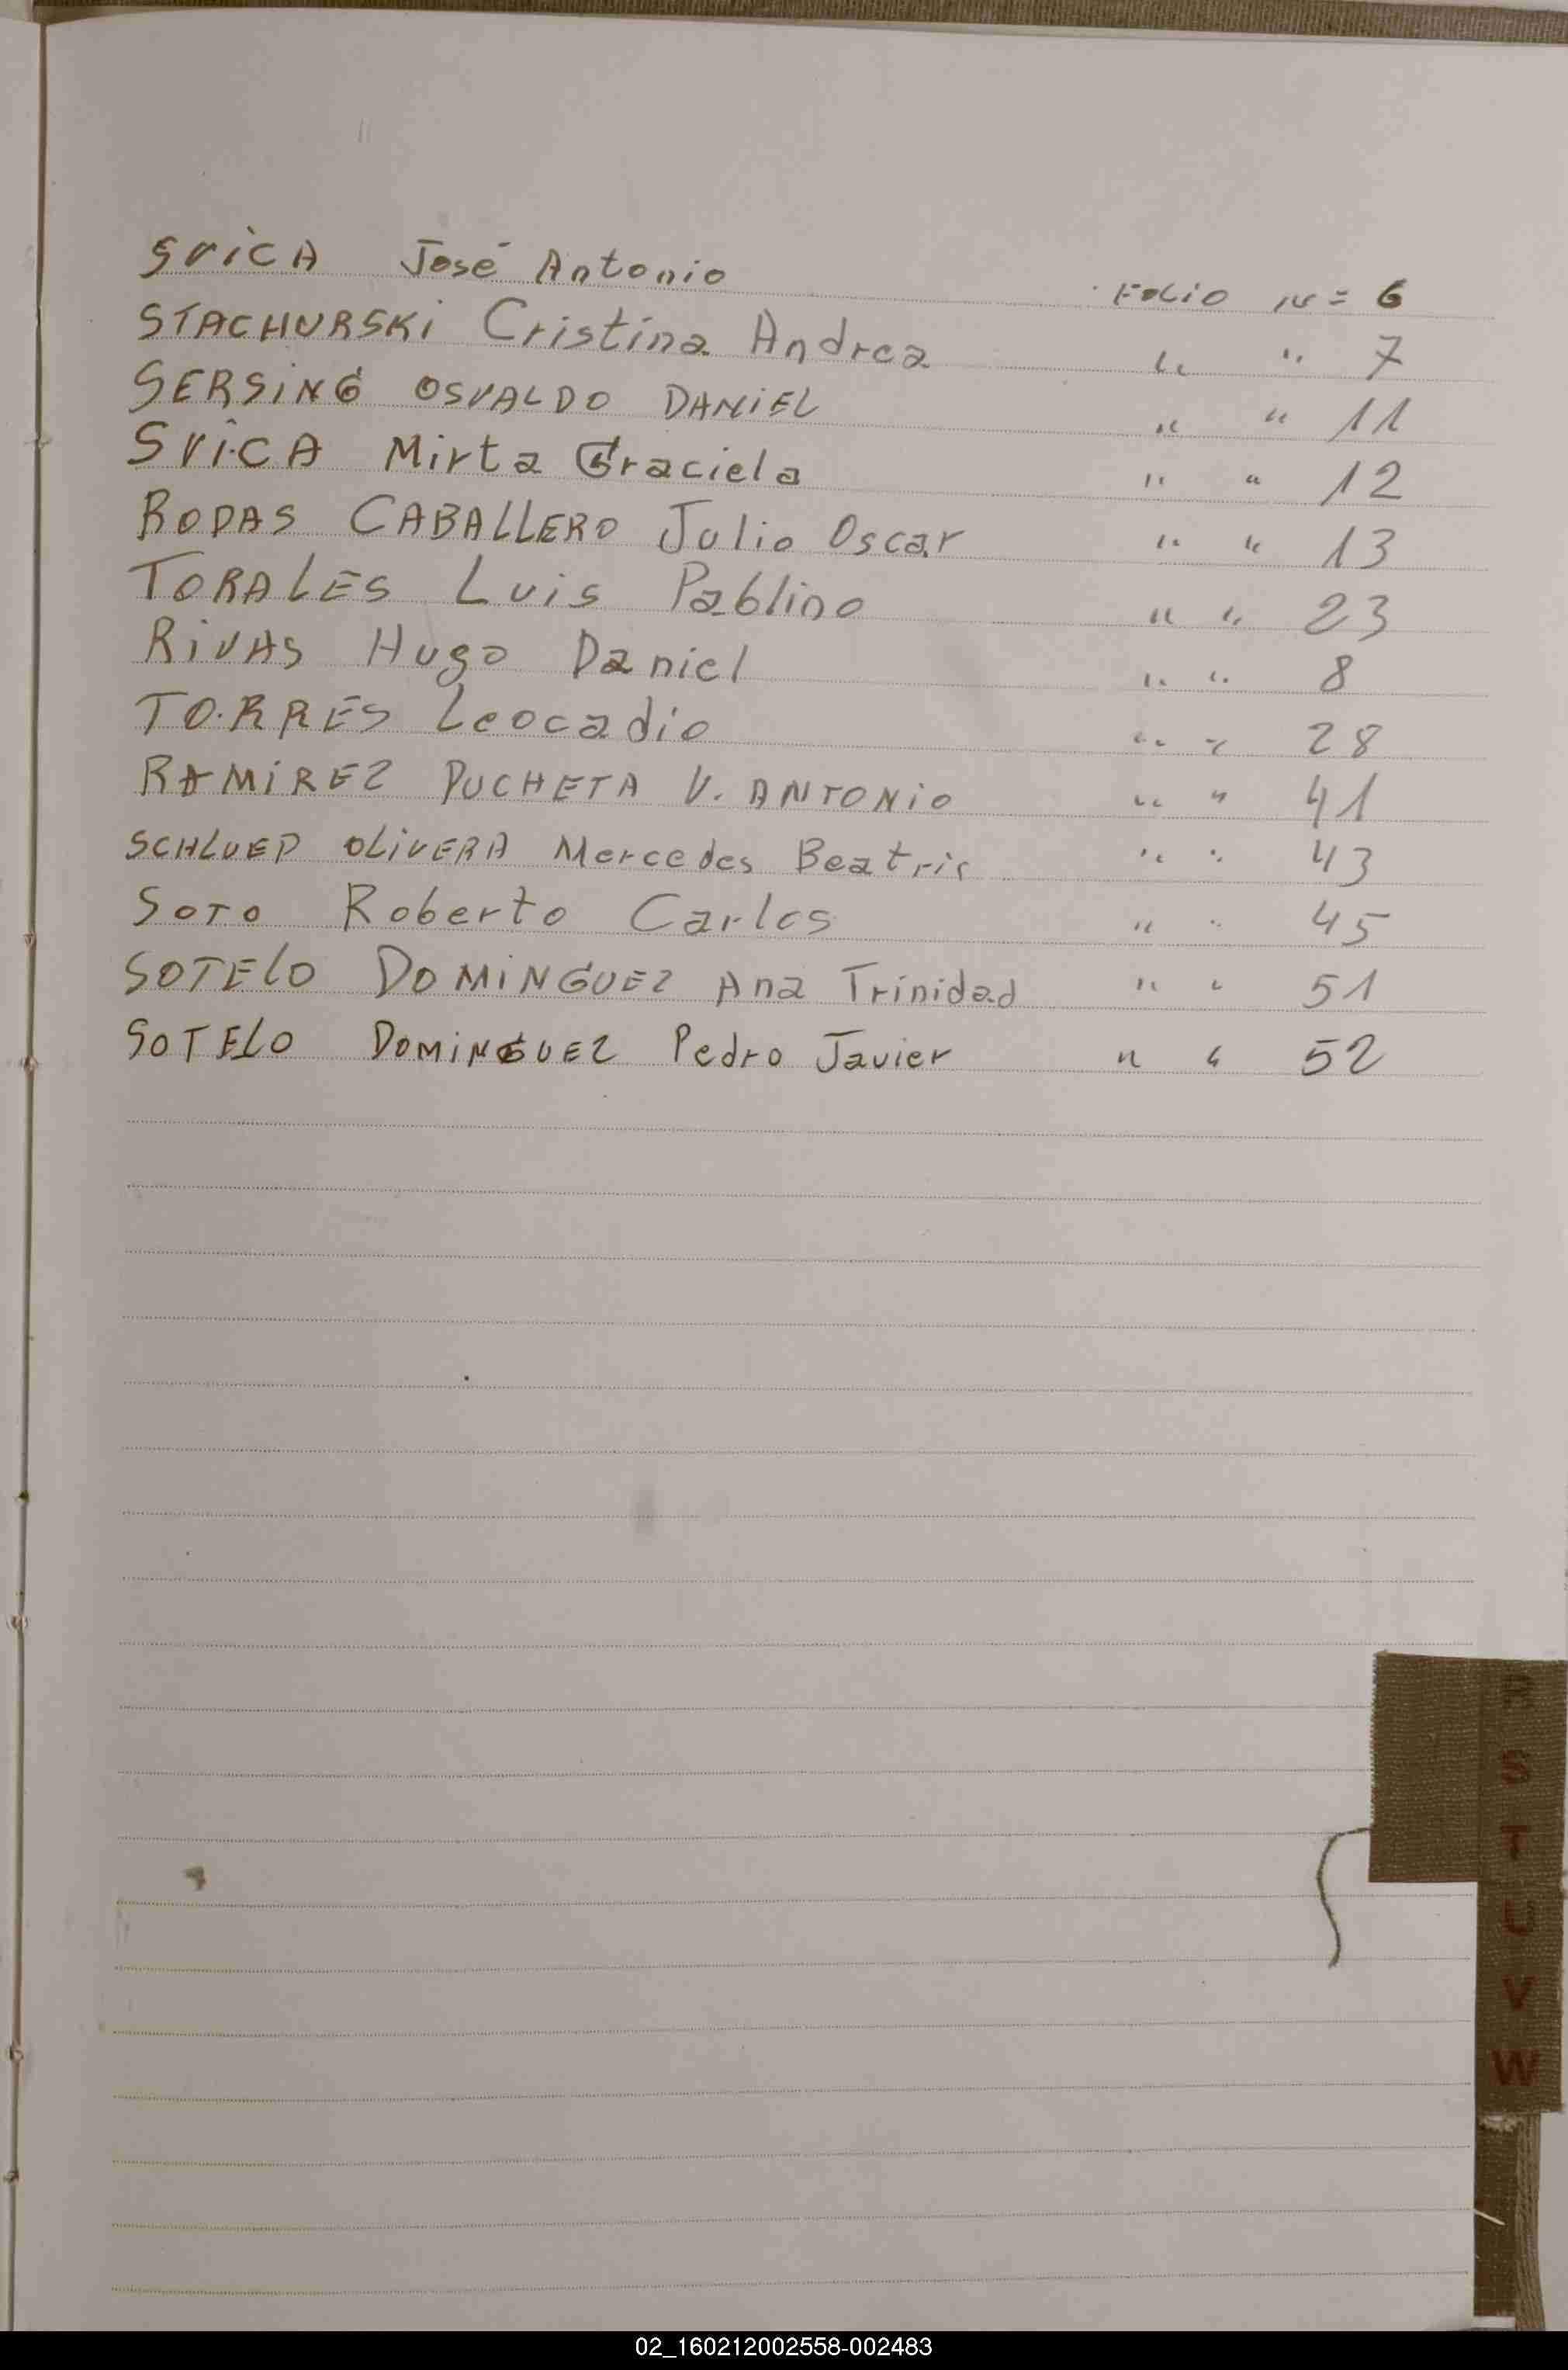 SVICA José Antonio FOLIO Nº = 6
STACHURSKI Cristina Andrea " " 7
SERSING OSVALDO DANIEL " " 11
SVICA Mirta Graciela " " 12
RODAS CABALLERO Julio Oscar " " 13
TORALES Luis Pablino " " 23
RIVAS Hugo Daniel " " 8
TORRES Leocadio " " 28
RAMIREZ PUCHETA V. ANTONIO " " 41
SCHLUEP OLIVERA Mercedes Beatris " " 43
SOTO Roberto Carlos " " 45
SOTELO DOMINGUEZ Ana Trinidad " " 51
SOTELO DOMINGUEZ Pedro Javier " " 52
R
S
T
U
V
W
02_160212002558-002483